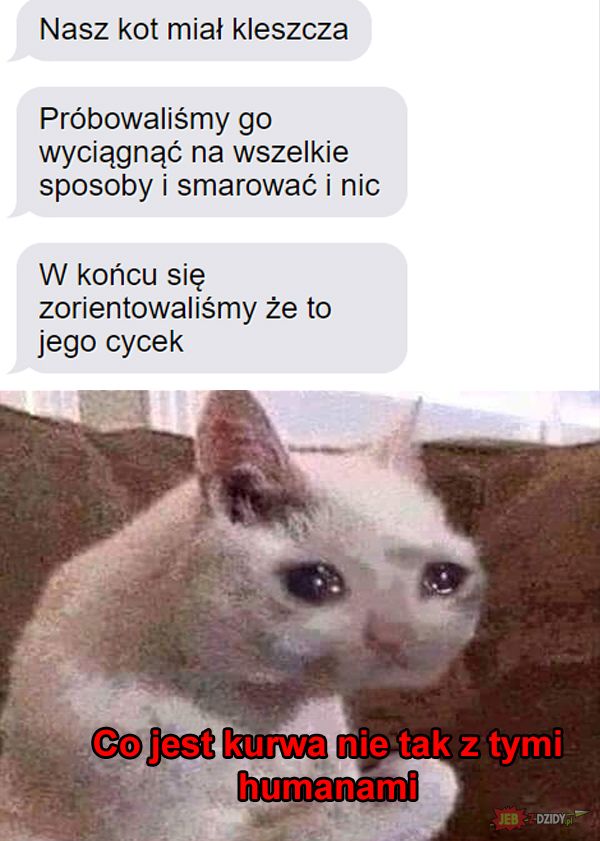 Nasz kot miał kleszcza
Próbowaliśmy go
wyciągnąć na wszelkie
sposoby i smarować i nic
W końcu się
zorientowaliśmy że to
jego cycek
Co jest kurwa nie tak z tymi
humanami
JEB Z-DZIDY.pl